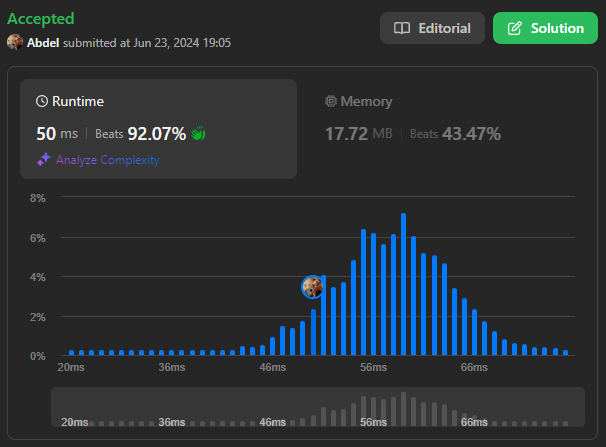 Accepted
Abdel submitted at Jun 23, 2024 19:05
Editorial
Solution
Runtime
50 ms | Beats 92.07%
Analyze Complexity
Memory
17.72 MB | Beats 43.47%
8%
6%
4%
2%
0%
20ms 36ms 46ms 56ms 66ms
20ms 36ms 46ms 56ms 66ms